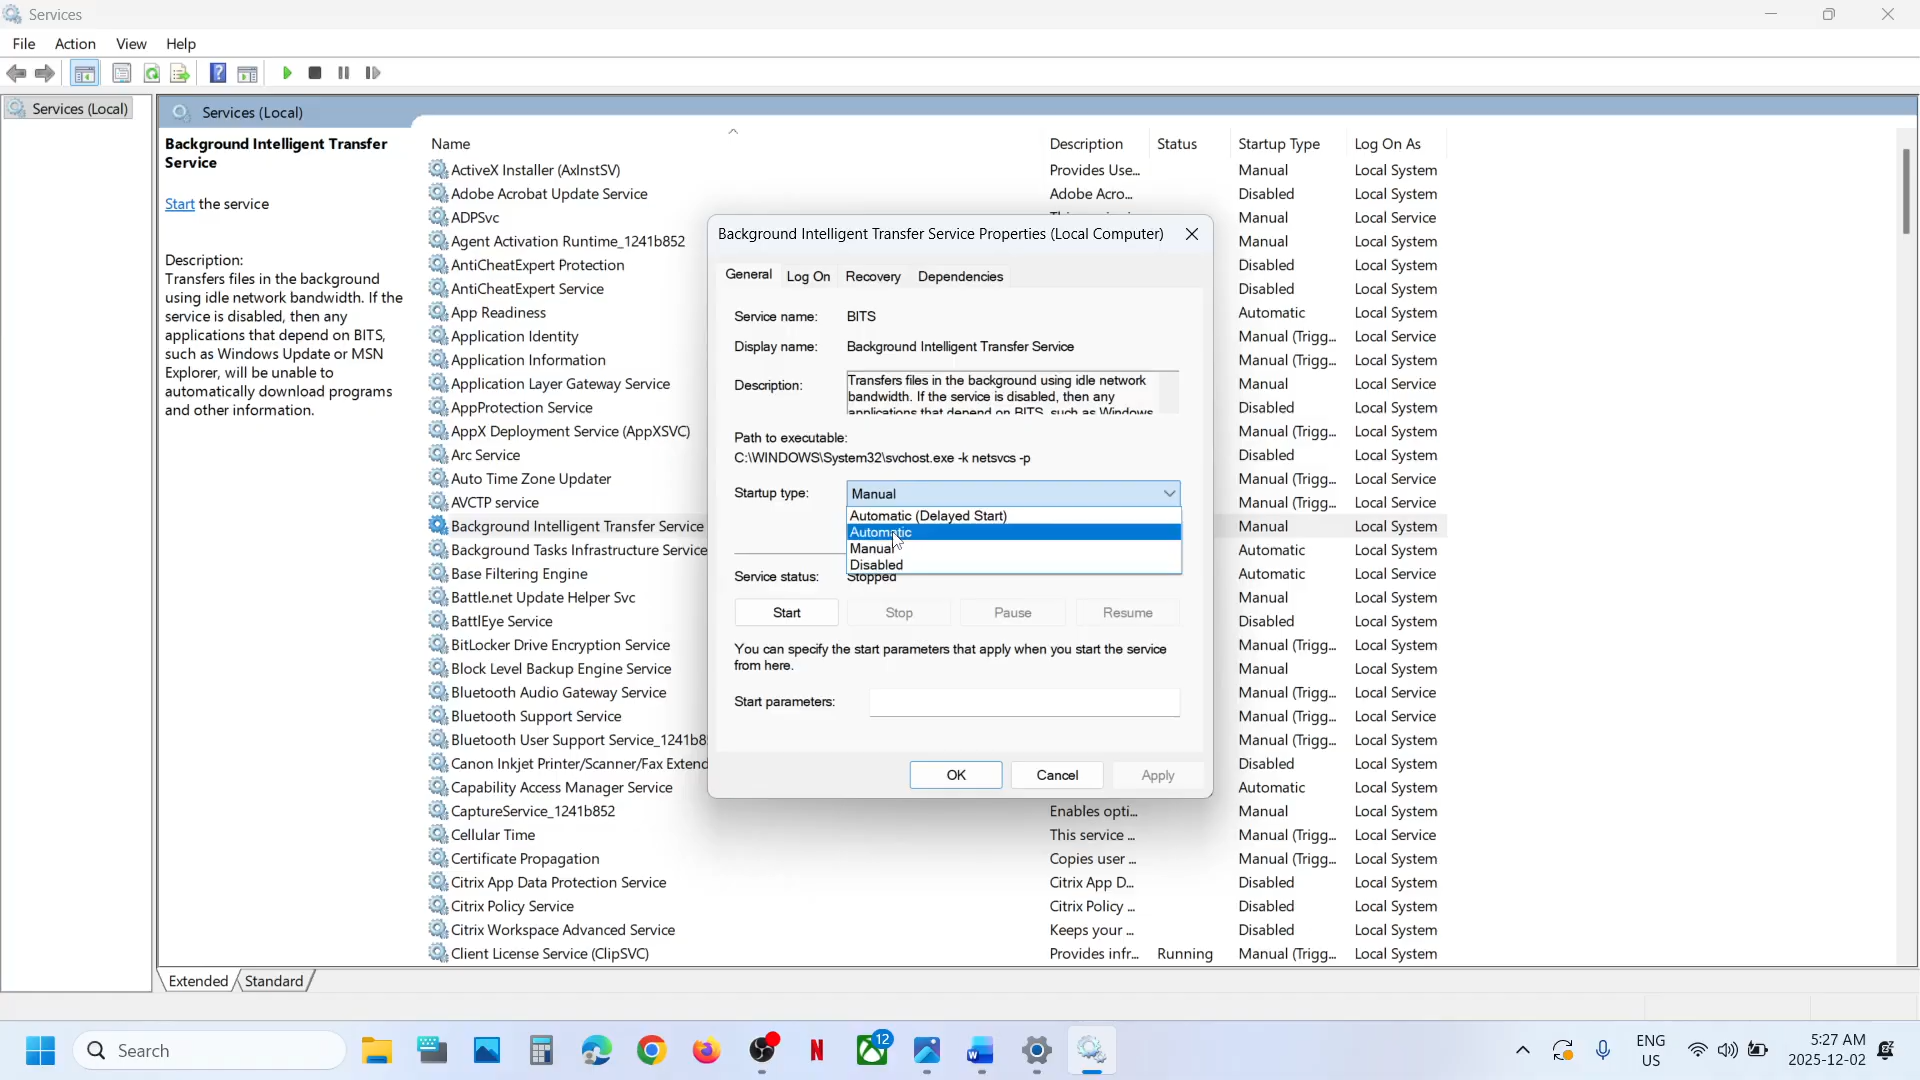 Services
File Action View Help
Services (Local)
Services (Local)
Background Intelligent Transfer
Service
Start the service
Description:
Transfers files in the background
using idle network bandwidth. If the
service is disabled, then any
applications that depend on BITS,
such as Windows Update or MSN
Explorer, will be unable to
automatically download programs
and other information.
Name Description Status Startup Type Log On As
ActiveX Installer (AxInstSV) Provides Use... Manual Local System
Adobe Acrobat Update Service Adobe Acro... Disabled Local System
ADPSvc Manual Local Service
Agent Activation Runtime_1241b852 Manual Local System
AntiCheatExpert Protection Disabled Local System
AntiCheatExpert Service Disabled Local System
App Readiness Automatic Local System
Application Identity Manual (Trigg... Local Service
Application Information Manual (Trigg... Local System
Application Layer Gateway Service Manual Local Service
AppProtection Service Disabled Local System
AppX Deployment Service (AppXSVC) Manual (Trigg... Local System
Arc Service Disabled Local System
Auto Time Zone Updater Manual (Trigg... Local Service
AVCTP service Manual (Trigg... Local Service
Background Intelligent Transfer Service Manual Local System
Background Tasks Infrastructure Service Automatic Local System
Base Filtering Engine Automatic Local Service
Battle.net Update Helper Svc Manual Local System
BattlEye Service Disabled Local System
BitLocker Drive Encryption Service Manual (Trigg... Local System
Block Level Backup Engine Service Manual Local System
Bluetooth Audio Gateway Service Manual (Trigg... Local Service
Bluetooth Support Service Manual (Trigg... Local Service
Bluetooth User Support Service_1241b8 Manual (Trigg... Local System
Canon Inkjet Printer/Scanner/Fax Extend Disabled Local System
Capability Access Manager Service Automatic Local System
CaptureService_1241b852 Enables opti... Manual Local System
Cellular Time This service ... Manual (Trigg... Local Service
Certificate Propagation Copies user ... Manual (Trigg... Local System
Citrix App Data Protection Service Citrix App D... Disabled Local System
Citrix Policy Service Citrix Policy ... Disabled Local System
Citrix Workspace Advanced Service Keeps your ... Disabled Local System
Client License Service (ClipSVC) Provides infr... Running Manual (Trigg... Local System
Background Intelligent Transfer Service Properties (Local Computer)
General Log On Recovery Dependencies
Service name: BITS
Display name: Background Intelligent Transfer Service
Description: Transfers files in the background using idle network
bandwidth. If the service is disabled, then any
applications that depend on BITS, such as Windows
Path to executable:
C:\WINDOWS\System32\svchost.exe -k netsvcs -p
Startup type: Manual
Automatic (Delayed Start)
Automatic
Manual
Disabled
Service status: Stopped
Start Stop Pause Resume
You can specify the start parameters that apply when you start the service
from here.
Start parameters:
OK Cancel Apply
Extended Standard
Search
12
ENG
US
5:27 AM
2025-12-02